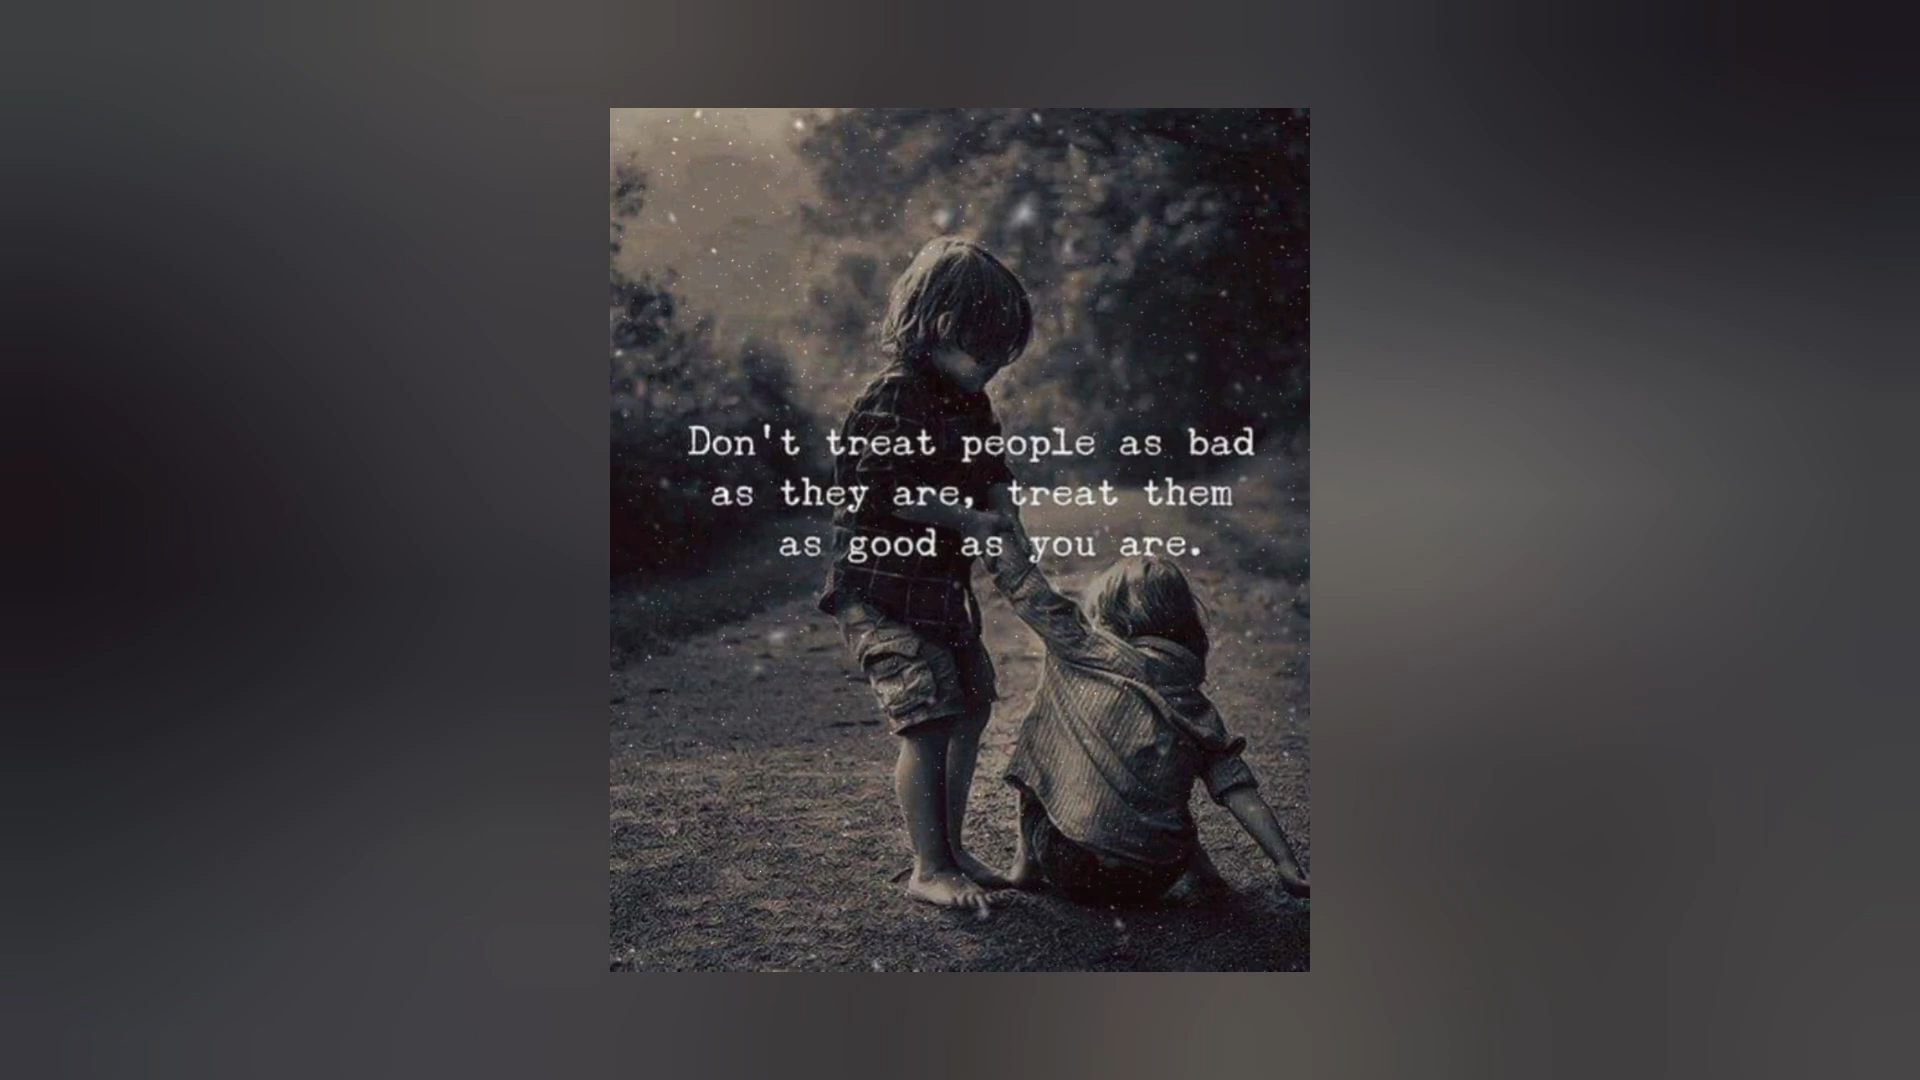 Don't treat people as bad
as they are, treat them
as good as you are.